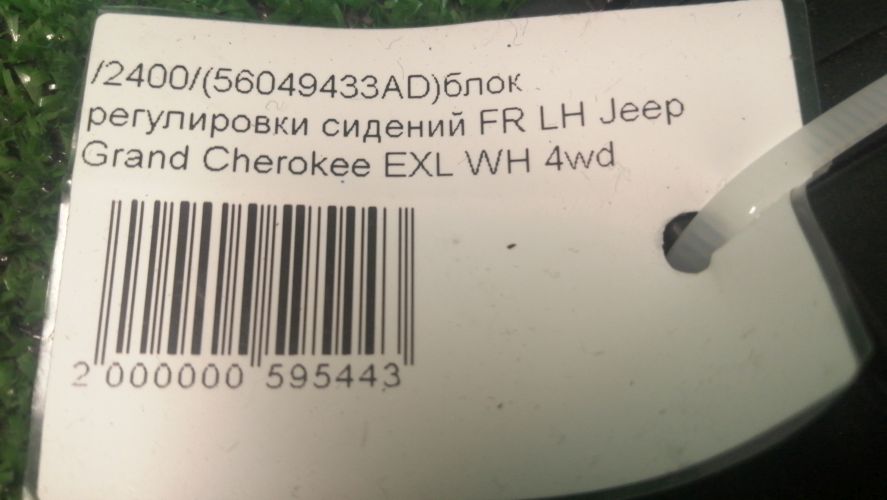 /2400/(56049433AD)блок
регулировки сидений FR LH Jeep
Grand Cherokee EXL WH 4wd
2 000000 595443